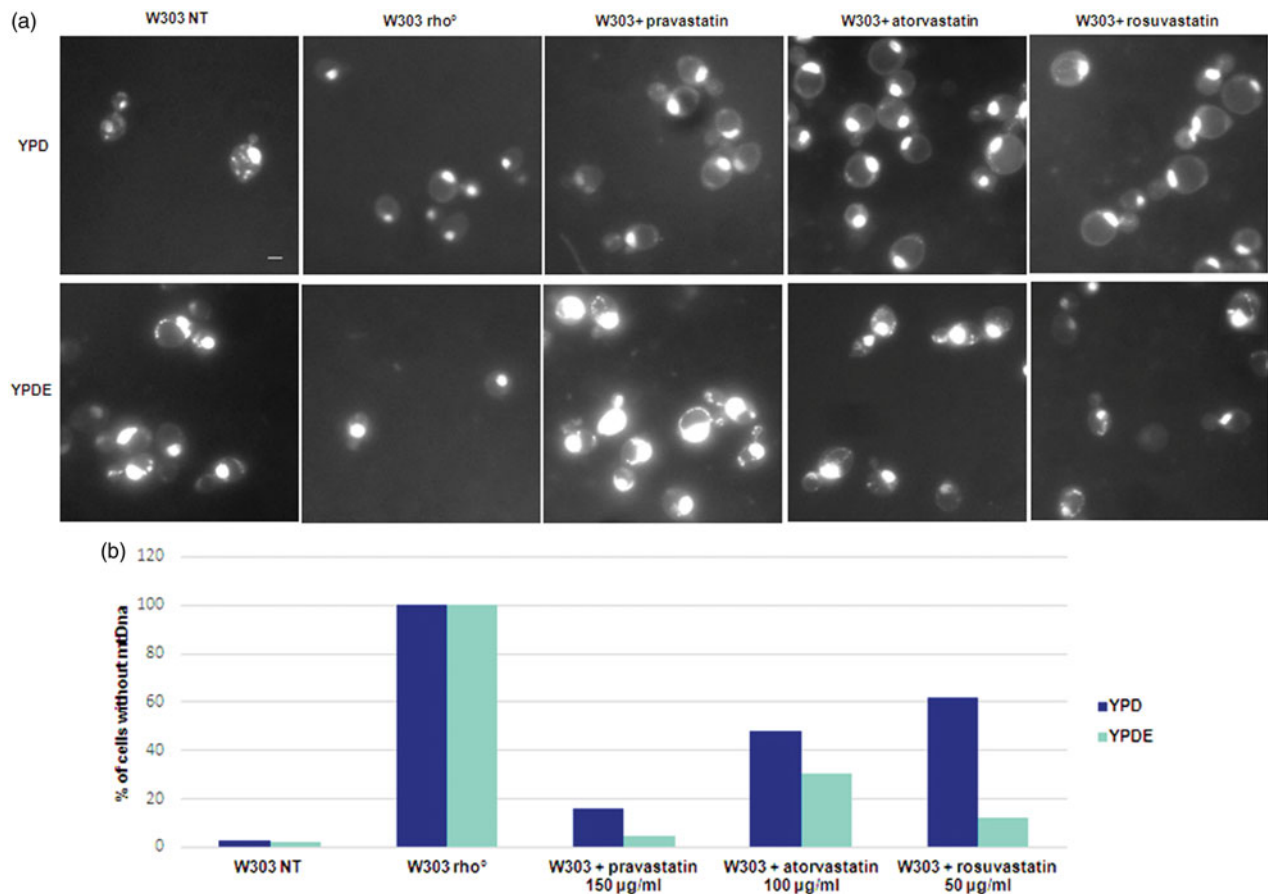 (a)
W303 NT
W303 rho°
W303+ pravastatin
W303+ atorvastatin
W303+ rosuvastatin
YPD
YPDE
(b)
120
100
80
60
40
20
0
% of cells without mtDna
W303 NT
W303 rho°
W303 + pravastatin
150 µg/ml
W303 + atorvastatin
100 µg/ml
W303 + rosuvastatin
50 µg/ml
YPD
YPDE